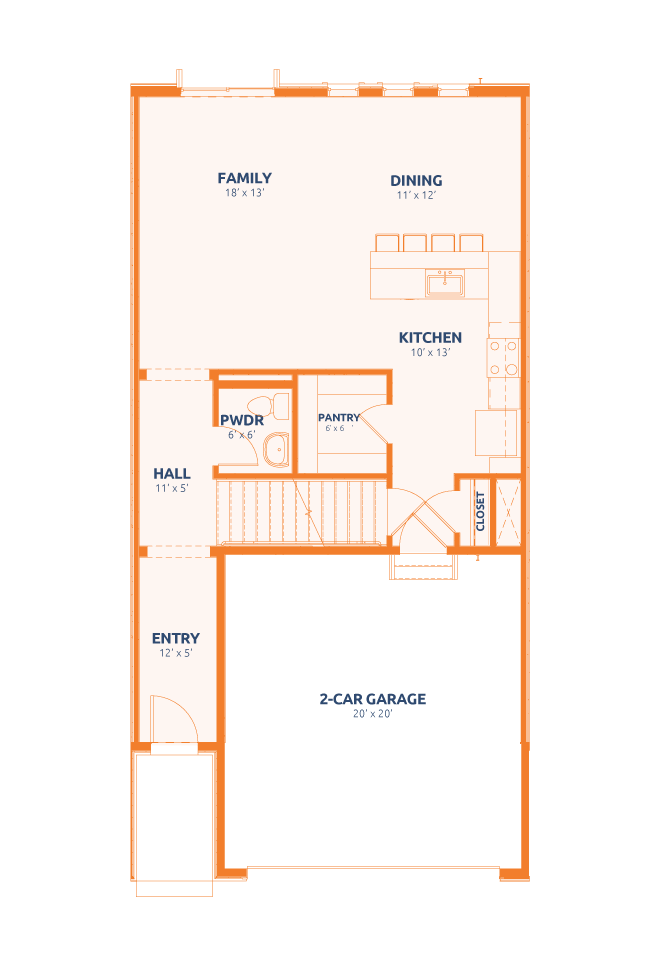 FAMILY
18' x 13'
DINING
11' x 12'
KITCHEN
10' x 13'
PWDR
6' x 6'
PANTRY
6' x 6 '
HALL
11' x 5'
CLOSET
ENTRY
12' x 5'
2-CAR GARAGE
20' x 20'